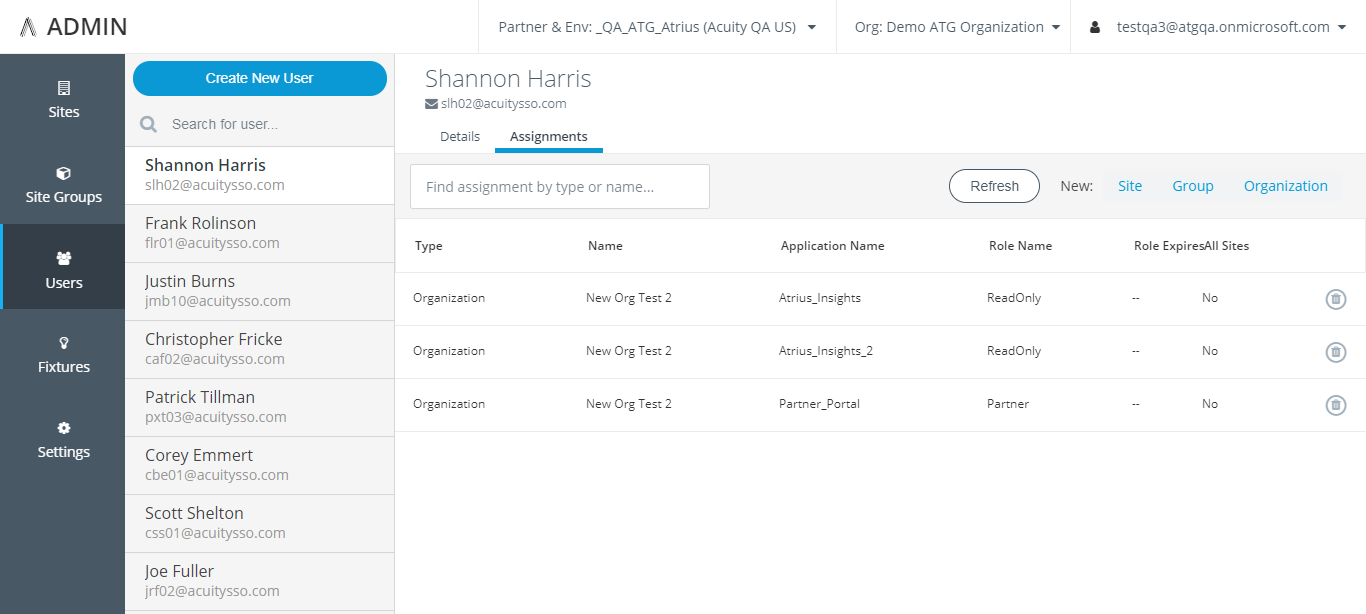 ADMIN
Partner & Env: _QA_ATG_Atrius (Acuity QA US)
Org: Demo ATG Organization
testqa3@atgqa.onmicrosoft.com
Sites
Site Groups
Users
Fixtures
Settings
Create New User
Search for user...
Shannon Harris
slh02@acuitysso.com
Frank Rolinson
flr01@acuitysso.com
Justin Burns
jmb10@acuitysso.com
Christopher Fricke
caf02@acuitysso.com
Patrick Tillman
pxt03@acuitysso.com
Corey Emmert
cbe01@acuitysso.com
Scott Shelton
css01@acuitysso.com
Joe Fuller
jrf02@acuitysso.com
Shannon Harris
slh02@acuitysso.com
Details Assignments
Find assignment by type or name...
Refresh New: Site Group Organization
Type Name Application Name Role Name Role Expires All Sites
Organization New Org Test 2 Atrius_Insights ReadOnly -- No
Organization New Org Test 2 Atrius_Insights_2 ReadOnly -- No
Organization New Org Test 2 Partner_Portal Partner -- No